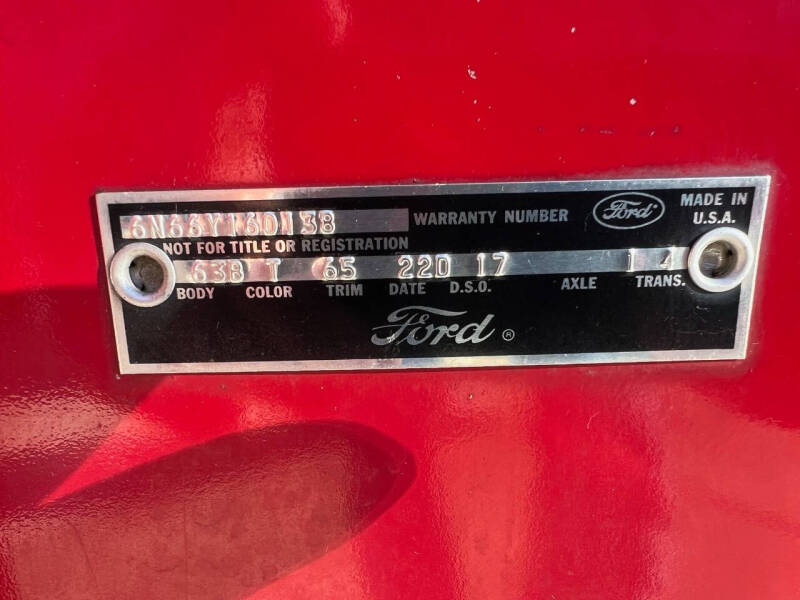 6N66Y16D138 WARRANTY NUMBER Ford MADE IN U.S.A.
NOT FOR TITLE OR REGISTRATION
63B T 65 22D 17 1 4
BODY COLOR TRIM DATE D.S.O. AXLE TRANS.
Ford ®